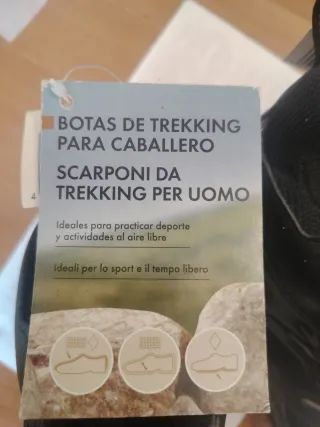 BOTAS DE TREKKING
PARA CABALLERO
SCARPONI DA
TREKKING PER UOMO
Ideales para practicar deporte
y actividades al aire libre
Ideali per lo sport e il tempo libero
4